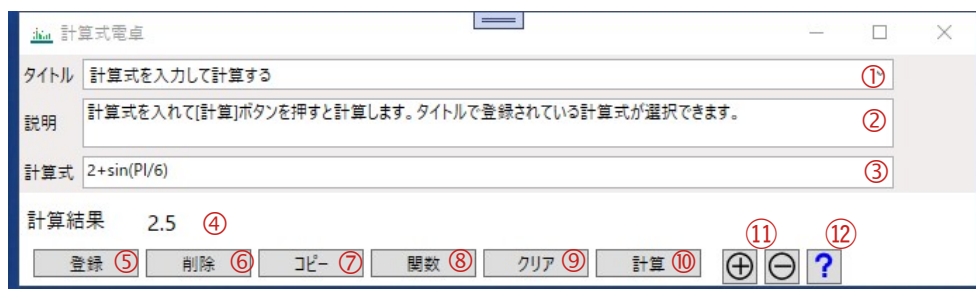 計算式電卓
タイトル 計算式を入力して計算する ①
説明 計算式を入れて[計算]ボタンを押すと計算します。タイトルで登録されている計算式が選択できます。 ②
計算式 2+sin(PI/6) ③
計算結果 2.5 ④
⑪ ⑫
登録 ⑤ 削除 ⑥ コピー ⑦ 関数 ⑧ クリア ⑨ 計算 ⑩ ⊕ ⊖ ?